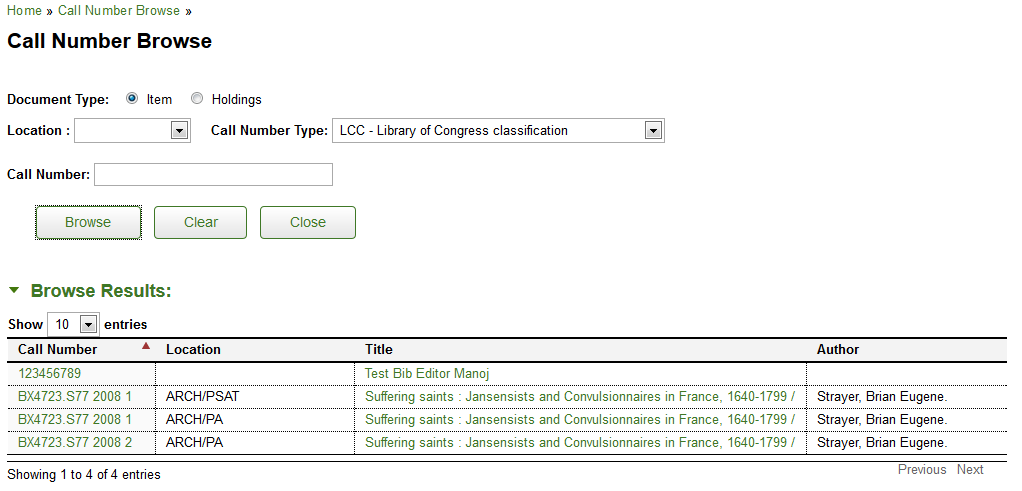 Home » Call Number Browse »
Call Number Browse
Document Type: Item Holdings
Location : Call Number Type: LCC - Library of Congress classification
Call Number:
Browse Clear Close
Browse Results:
Show 10 entries
Call Number Location Title Author
123456789 Test Bib Editor Manoj
BX4723.S77 2008 1 ARCH/PSAT Suffering saints : Jansensists and Convulsionnaires in France, 1640-1799 / Strayer, Brian Eugene.
BX4723.S77 2008 1 ARCH/PA Suffering saints : Jansensists and Convulsionnaires in France, 1640-1799 / Strayer, Brian Eugene.
BX4723.S77 2008 2 ARCH/PA Suffering saints : Jansensists and Convulsionnaires in France, 1640-1799 / Strayer, Brian Eugene.
Showing 1 to 4 of 4 entries Previous Next